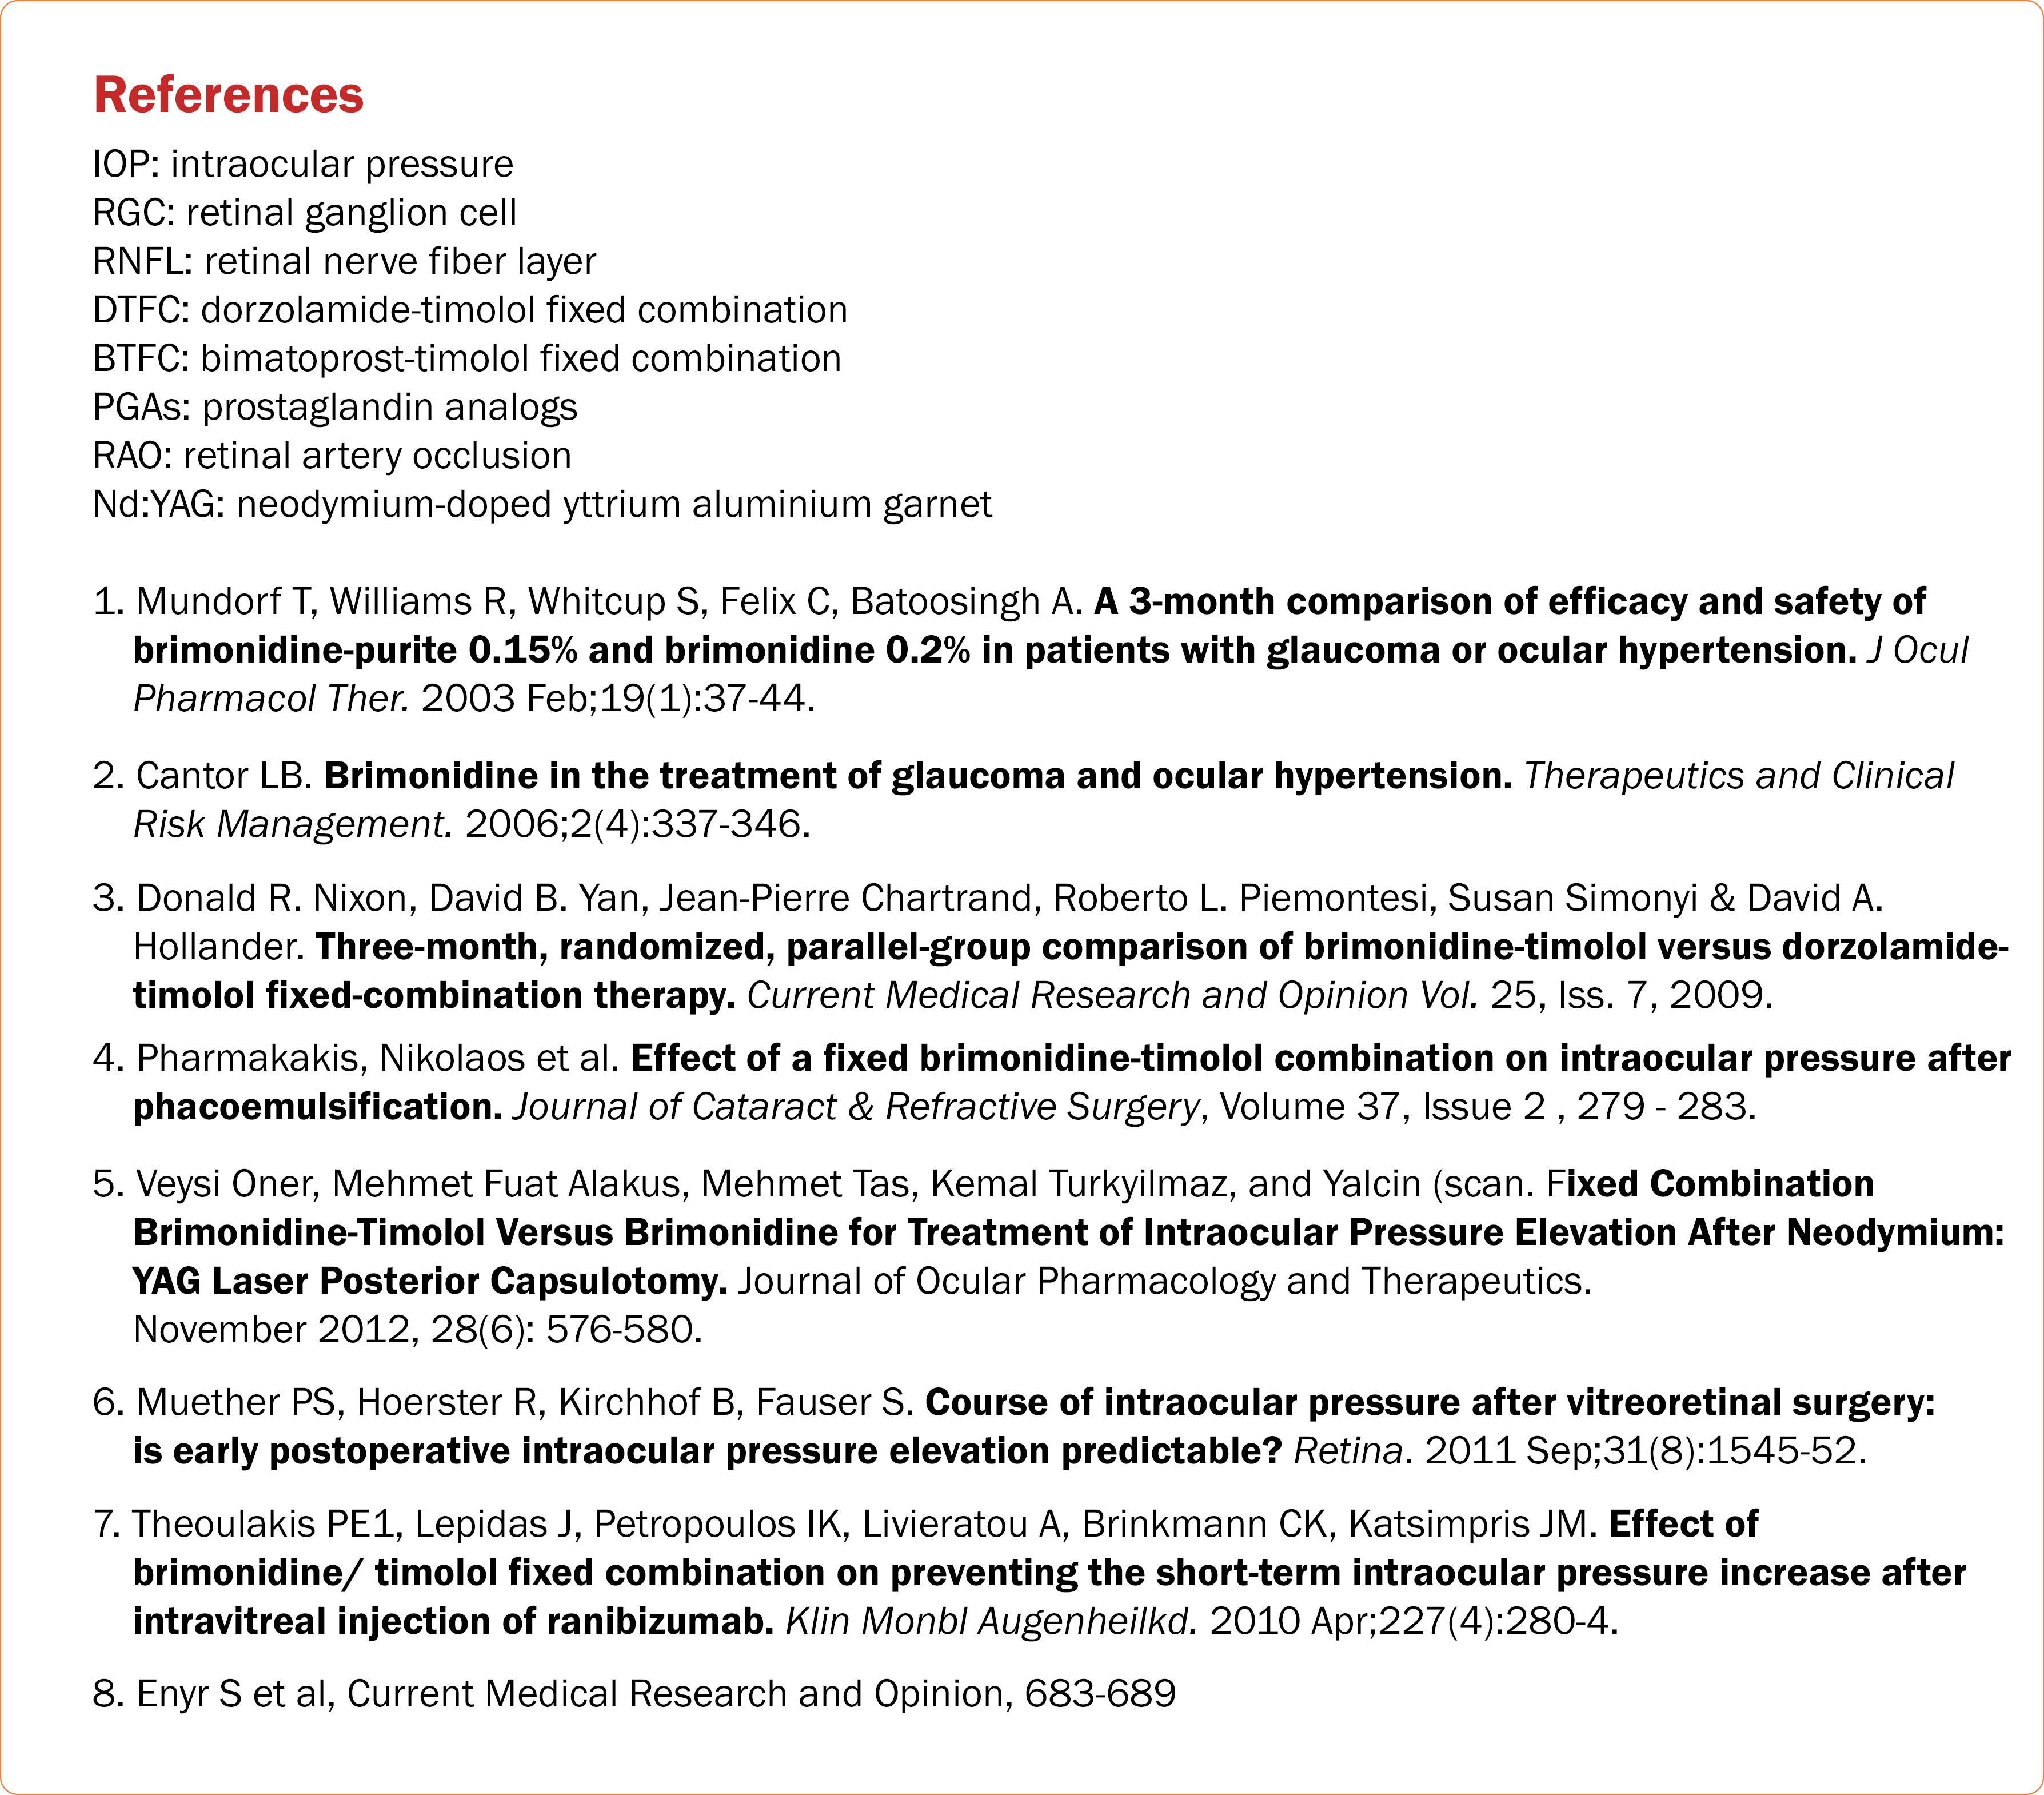 References
IOP: intraocular pressure
RGC: retinal ganglion cell
RNFL: retinal nerve fiber layer
DTFC: dorzolamide-timolol fixed combination
BTFC: bimatoprost-timolol fixed combination
PGAs: prostaglandin analogs
RAO: retinal artery occlusion
Nd:YAG: neodymium-doped yttrium aluminium garnet
1. Mundorf T, Williams R, Whitcup S, Felix C, Batoosingh A. A 3-month comparison of efficacy and safety of
brimonidine-purite 0.15% and brimonidine 0.2% in patients with glaucoma or ocular hypertension. J Ocul
Pharmacol Ther. 2003 Feb;19(1):37-44.
2. Cantor LB. Brimonidine in the treatment of glaucoma and ocular hypertension. Therapeutics and Clinical
Risk Management. 2006;2(4):337-346.
3. Donald R. Nixon, David B. Yan, Jean-Pierre Chartrand, Roberto L. Piemontesi, Susan Simonyi & David A.
Hollander. Three-month, randomized, parallel-group comparison of brimonidine-timolol versus dorzolamide-
timolol fixed-combination therapy. Current Medical Research and Opinion Vol. 25, Iss. 7, 2009.
4. Pharmakakis, Nikolaos et al. Effect of a fixed brimonidine-timolol combination on intraocular pressure after
phacoemulsification. Journal of Cataract & Refractive Surgery, Volume 37, Issue 2 , 279 - 283.
5. Veysi Oner, Mehmet Fuat Alakus, Mehmet Tas, Kemal Turkyilmaz, and Yalcin (scan. Fixed Combination
Brimonidine-Timolol Versus Brimonidine for Treatment of Intraocular Pressure Elevation After Neodymium:
YAG Laser Posterior Capsulotomy. Journal of Ocular Pharmacology and Therapeutics.
November 2012, 28(6): 576-580.
6. Muether PS, Hoerster R, Kirchhof B, Fauser S. Course of intraocular pressure after vitreoretinal surgery:
is early postoperative intraocular pressure elevation predictable? Retina. 2011 Sep;31(8):1545-52.
7. Theoulakis PE1, Lepidas J, Petropoulos IK, Livieratou A, Brinkmann CK, Katsimpris JM. Effect of
brimonidine/ timolol fixed combination on preventing the short-term intraocular pressure increase after
intravitreal injection of ranibizumab. Klin Monbl Augenheilkd. 2010 Apr;227(4):280-4.
8. Enyr S et al, Current Medical Research and Opinion, 683-689